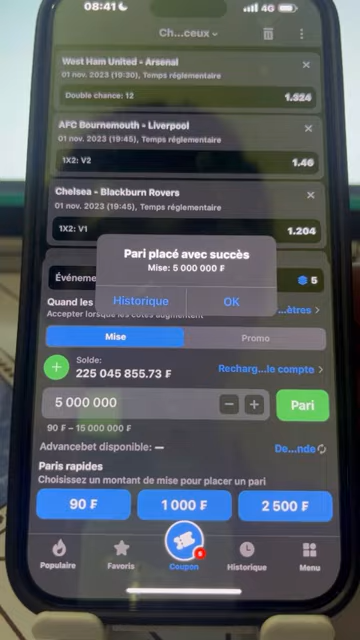 08:41
4G
Ch...ceux
West Ham United - Arsenal
01 nov. 2023 (19:30), Temps réglementaire
Double chance: 12
1.324
AFC Bournemouth - Liverpool
01 nov. 2023 (19:45), Temps réglementaire
1X2: V2
1.46
Chelsea - Blackburn Rovers
01 nov. 2023 (19:45), Temps réglementaire
1X2: V1
1.204
Pari placé avec succès
Mise: 5 000 000 ₣
Historique
OK
Événeme
5
Quand les
...ètres >
Accepter lorsque les cotes augmentent
Mise
Promo
Solde:
225 045 855.73 ₣
Recharg...le compte >
5 000 000
Pari
90 ₣ – 15 000 000 ₣
Advancebet disponible: —
De...nde
Paris rapides
Choisissez un montant de mise pour placer un pari
90 ₣
1 000 ₣
2 500 ₣
Populaire
Favoris
Coupon
Historique
Menu